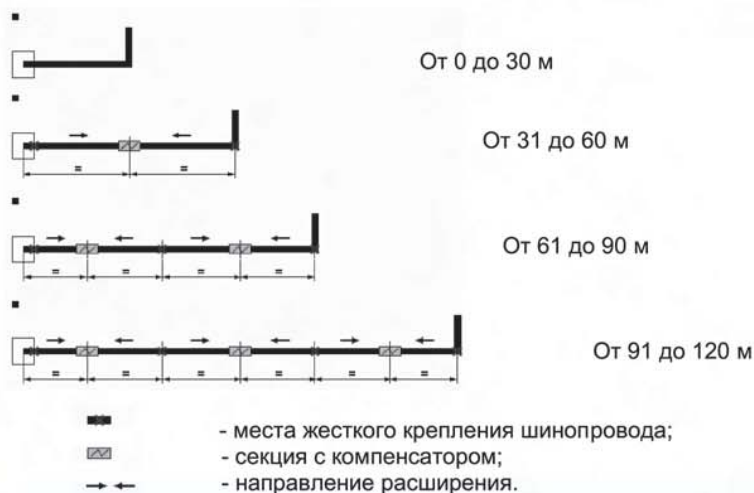 От 0 до 30 м
От 31 до 60 м
= =
От 61 до 90 м
= = = =
От 91 до 120 м
= = = = = =
- места жесткого крепления шинопровода;
- секция с компенсатором;
- направление расширения.